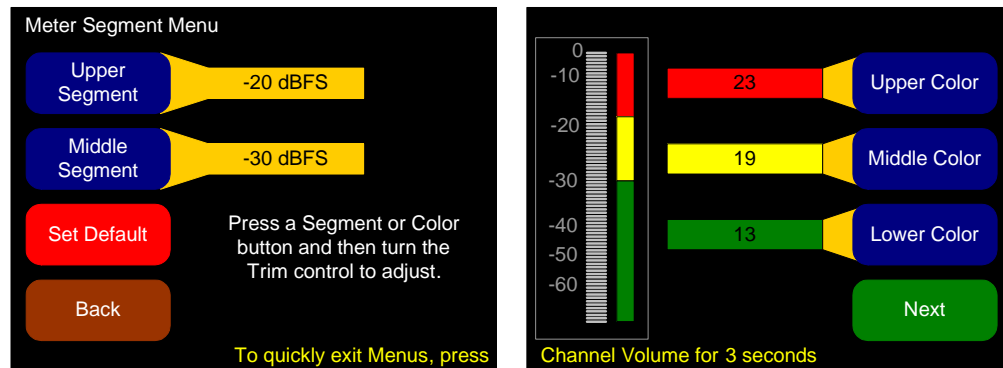 Meter Segment Menu
Upper
Segment
-20 dBFS
Middle
Segment
-30 dBFS
Set Default
Press a Segment or Color
button and then turn the
Trim control to adjust.
Back
To quickly exit Menus, press
0
-10
-20
-30
-40
-50
-60
23
Upper Color
19
Middle Color
13
Lower Color
Next
Channel Volume for 3 seconds